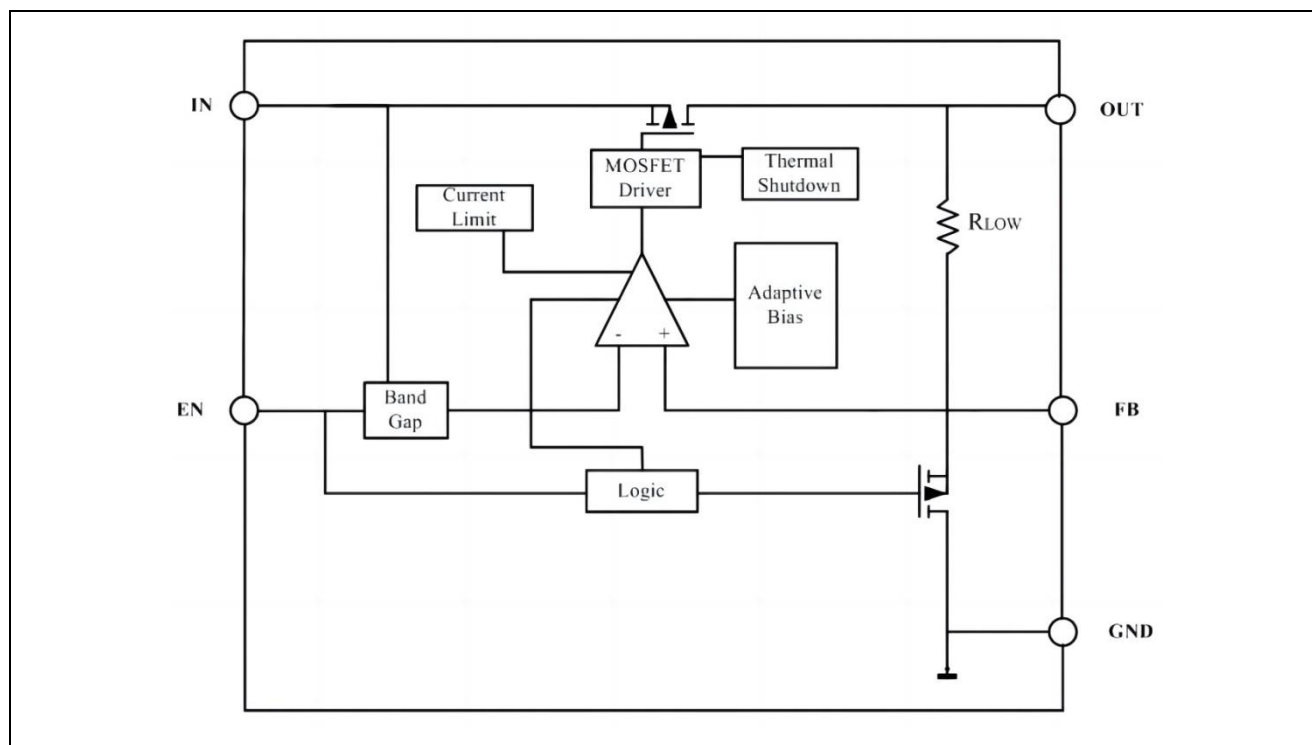 IN
OUT
MOSFET
Driver
Thermal
Shutdown
Current
Limit
RLOW
Adaptive
Bias
-
+
EN
Band
Gap
FB
Logic
GND